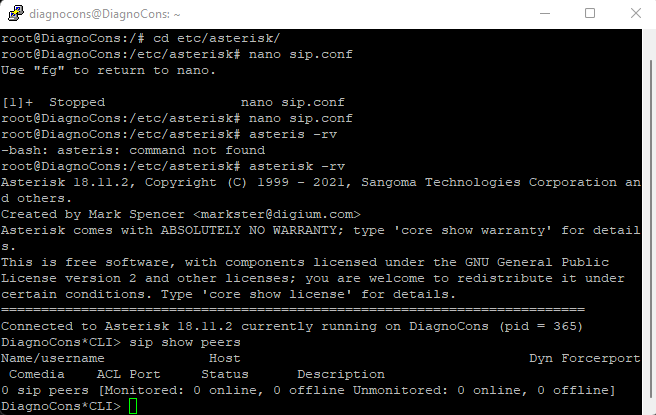 diagnocons@DiagnoCons: ~
root@DiagnoCons:/# cd etc/asterisk/
root@DiagnoCons:/etc/asterisk# nano sip.conf
Use "fg" to return to nano.
[1]+  Stopped                 nano sip.conf
root@DiagnoCons:/etc/asterisk# nano sip.conf
root@DiagnoCons:/etc/asterisk# asteris -rv
-bash: asteris: command not found
root@DiagnoCons:/etc/asterisk# asterisk -rv
Asterisk 18.11.2, Copyright (C) 1999 - 2021, Sangoma Technologies Corporation an
d others.
Created by Mark Spencer <markster@digium.com>
Asterisk comes with ABSOLUTELY NO WARRANTY; type 'core show warranty' for detail
s.
This is free software, with components licensed under the GNU General Public
License version 2 and other licenses; you are welcome to redistribute it under
certain conditions. Type 'core show license' for details.
=========================================================================
Connected to Asterisk 18.11.2 currently running on DiagnoCons (pid = 365)
DiagnoCons*CLI> sip show peers
Name/username             Host                                    Dyn Forcerport
 Comedia    ACL Port     Status      Description
0 sip peers [Monitored: 0 online, 0 offline Unmonitored: 0 online, 0 offline]
DiagnoCons*CLI>